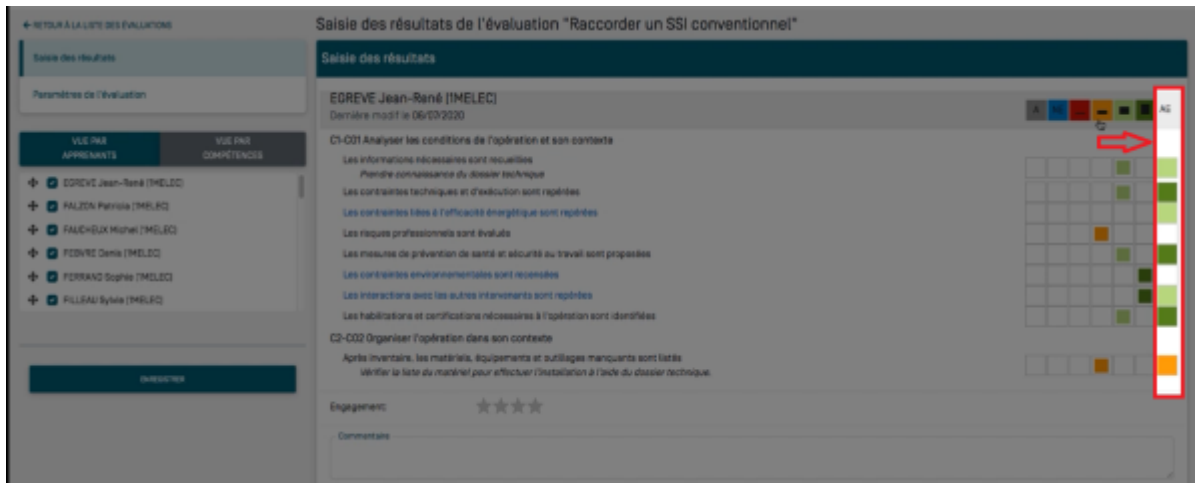 ← RETOUR À LA LISTE DES ÉVALUATIONS
Saisie des résultats
Paramètres de l'évaluation
VUE PAR APPRENANTS
VUE PAR COMPÉTENCES
EGREVE Jean-René (1MELEC)
FALZON Patricia (1MELEC)
FAUCHEUX Michel (1MELEC)
FEBVRE Denis (1MELEC)
FERRAND Sophie (1MELEC)
FILLEAU Sylvie (1MELEC)
ENREGISTRER
Saisie des résultats de l'évaluation "Raccorder un SSI conventionnel"
Saisie des résultats
EGREVE Jean-René (1MELEC)
Dernière modif le 06/07/2020
A
AE
C1-C01 Analyser les conditions de l'opération et son contexte
Les informations nécessaires sont recueillies
Prendre connaissance du dossier technique
Les contraintes techniques et d'exécution sont repérées
Les contraintes liées à l'efficacité énergétique sont repérées
Les risques professionnels sont évalués
Les mesures de prévention de santé et sécurité au travail sont proposées
Les contraintes environnementales sont recensées
Les interactions avec les autres intervenants sont repérées
Les habilitations et certifications nécessaires à l'opération sont identifiées
C2-C02 Organiser l'opération dans son contexte
Après inventaire, les matériels, équipements et outillages manquants sont listés
Vérifier la liste du matériel pour effectuer l'installation à l'aide du dossier technique.
Engagement:
Commentaire